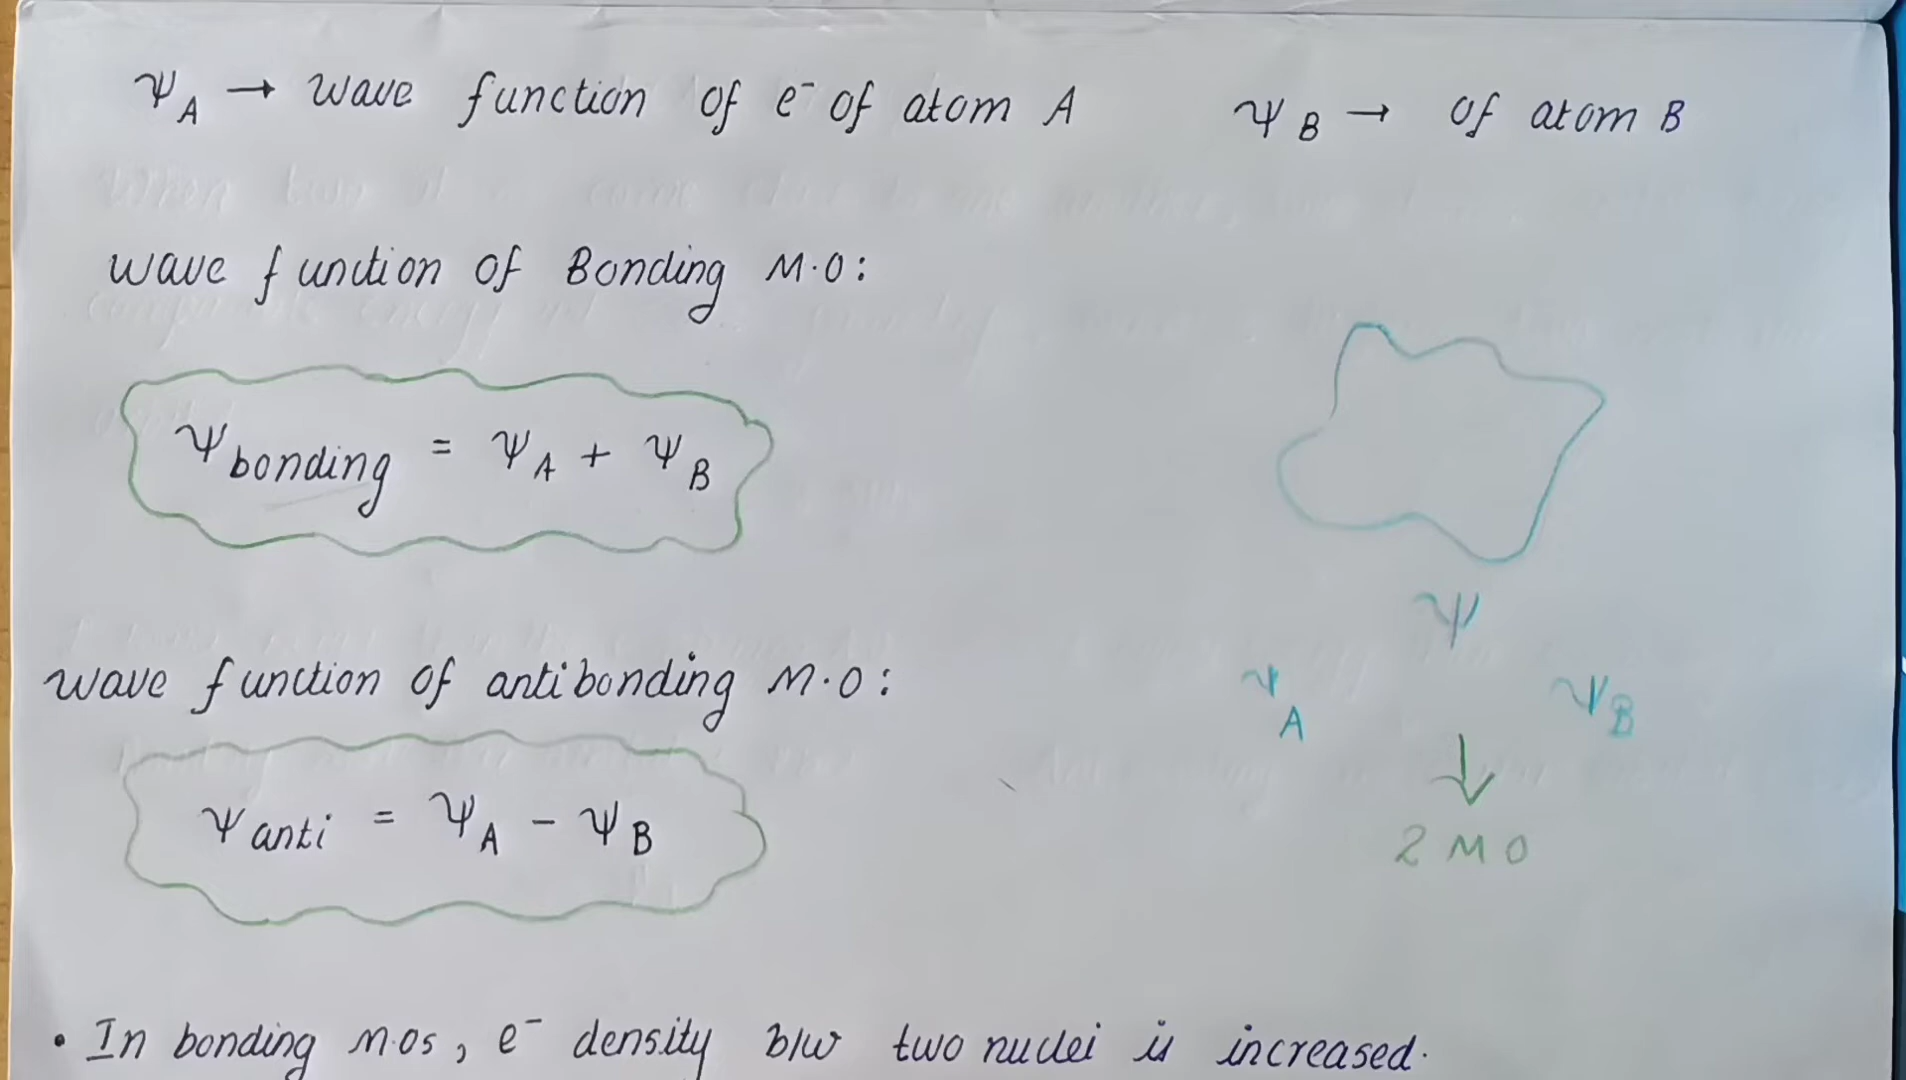 ψA → wave function of e⁻ of atom A ψB → of atom B
wave function of Bonding M.O:
ψbonding = ψA + ψB
ψ
wave function of antibonding M.O:
ψA ψB
ψanti = ψA − ψB
↓
2 M O
• In bonding M.Os, e⁻ density b/w two nuclei is increased.